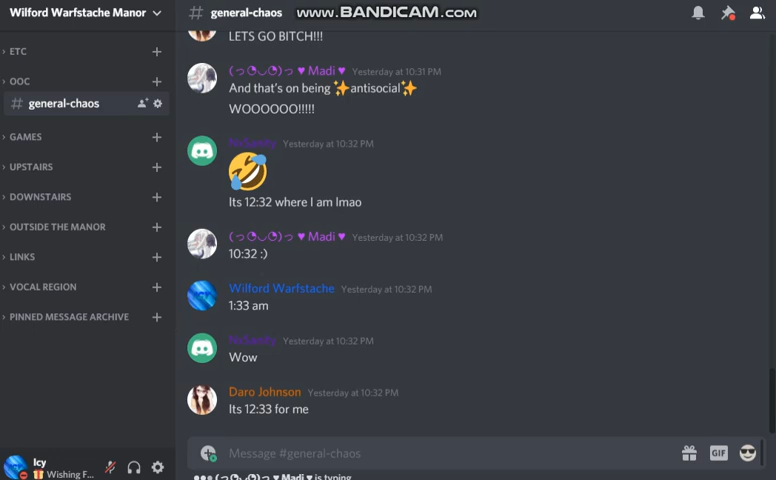 Wilford Warfstache Manor
ETC
OOC
# general-chaos
GAMES
UPSTAIRS
DOWNSTAIRS
OUTSIDE THE MANOR
LINKS
VOCAL REGION
PINNED MESSAGE ARCHIVE
Icy
Wishing F...
# general-chaos
www.BANDICAM.com
LETS GO BITCH!!!
(っ◔◡◔)っ ♥ Madi ♥ Yesterday at 10:31 PM
And that's on being ✨antisocial✨
WOOOOOO!!!!!
Yesterday at 10:32 PM
🤣
Its 12:32 where I am lmao
(っ◔◡◔)っ ♥ Madi ♥ Yesterday at 10:32 PM
10:32 :)
Wilford Warfstache Yesterday at 10:32 PM
1:33 am
Yesterday at 10:32 PM
Wow
Daro Johnson Yesterday at 10:32 PM
Its 12:33 for me
Message #general-chaos
GIF
(っ◔◡◔)っ ♥ Madi ♥ is typing